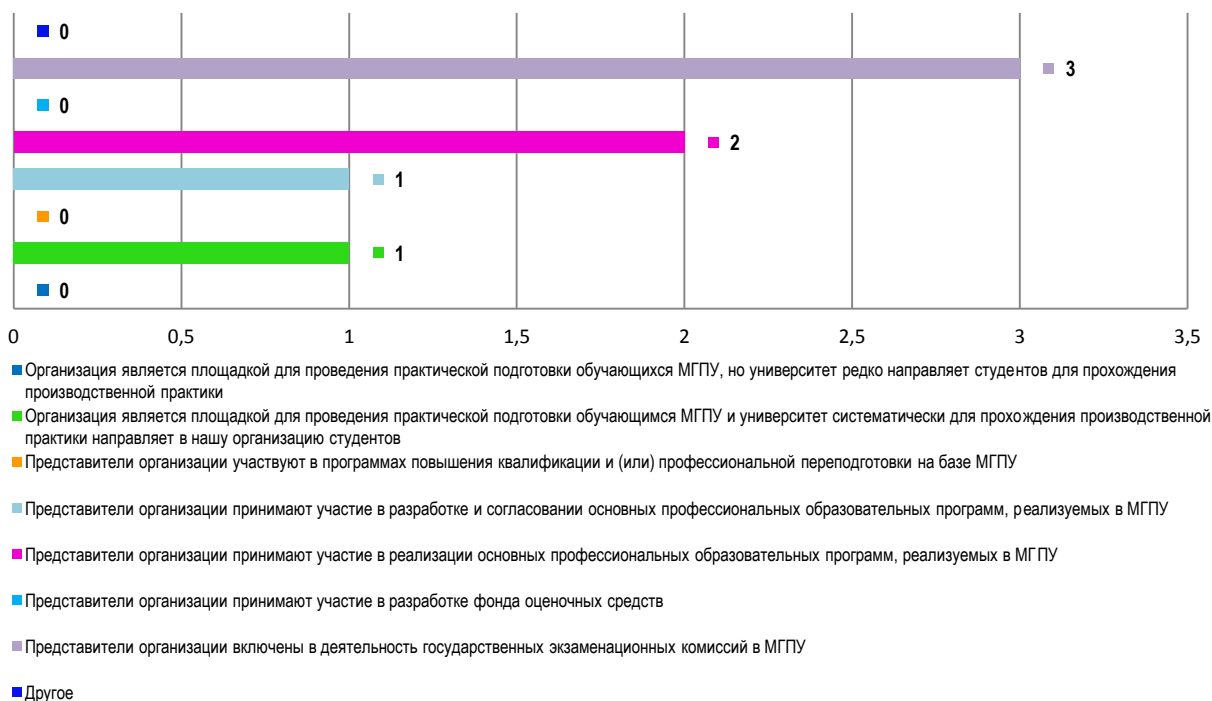 0
3
0
2
1
0
1
0
0 0,5 1 1,5 2 2,5 3 3,5
Организация является площадкой для проведения практической подготовки обучающихся МГПУ, но университет редко направляет студентов для прохождения
производственной практики
Организация является площадкой для проведения практической подготовки обучающимся МГПУ и университет систематически для прохождения производственной
практики направляет в нашу организацию студентов
Представители организации участвуют в программах повышения квалификации и (или) профессиональной переподготовки на базе МГПУ
Представители организации принимают участие в разработке и согласовании основных профессиональных образовательных программ, реализуемых в МГПУ
Представители организации принимают участие в реализации основных профессиональных образовательных программ, реализуемых в МГПУ
Представители организации принимают участие в разработке фонда оценочных средств
Представители организации включены в деятельность государственных экзаменационных комиссий в МГПУ
Другое